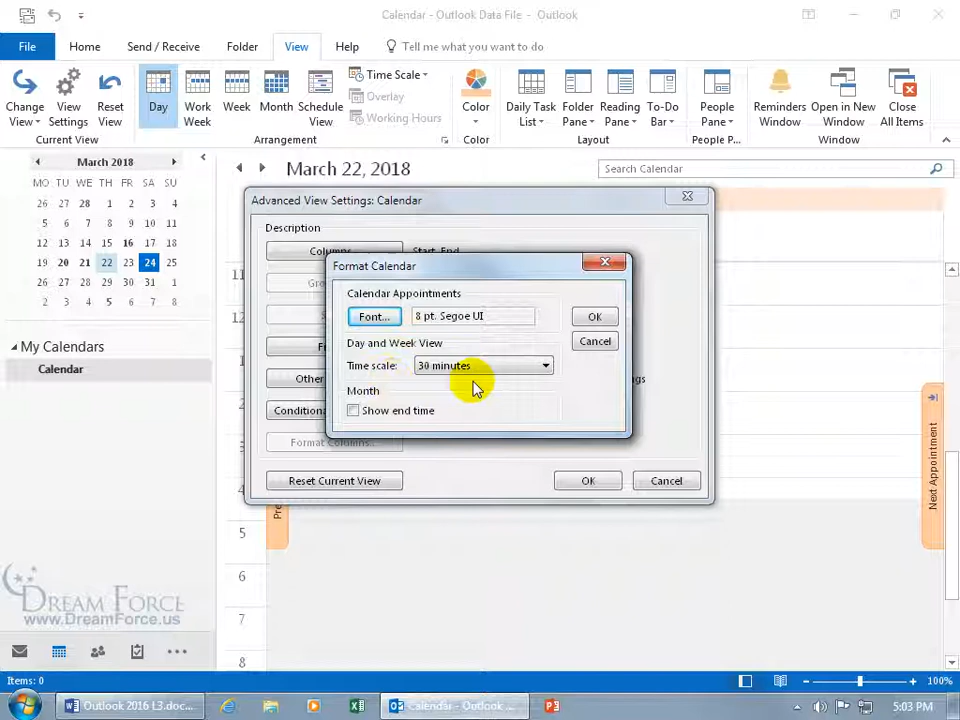 Calendar - Outlook Data File - Outlook
File Home Send / Receive Folder View Help Tell me what you want to do
Change View
View Settings
Reset View
Current View
Day
Work Week
Week
Month
Schedule View
Time Scale
Overlay
Working Hours
Arrangement
Color
Color
Daily Task List
Folder Pane
Reading Pane
To-Do Bar
Layout
People Pane
People P...
Reminders Window
Open in New Window
Close All Items
Window
March 2018
MO TU WE TH FR SA SU
26 27 28 1 2 3 4
5 6 7 8 9 10 11
12 13 14 15 16 17 18
19 20 21 22 23 24 25
26 27 28 29 30 31 1
2 3 4 5 6 7 8
My Calendars
Calendar
March 22, 2018
Search Calendar
11
12
1
2
3
4
5
6
7
8
Next Appointment
Pre
Advanced View Settings: Calendar
Description
Columns... Start, End
Gro
S
F
Other
Conditiona
ngs
Format Columns...
Reset Current View OK Cancel
Format Calendar
Calendar Appointments
Font... 8 pt. Segoe UI OK
Day and Week View Cancel
Time scale: 30 minutes
Month
Show end time
DREAM FORCE
www.DreamForce.us
Items: 0 100%
Outlook 2016 L3.doc...
Calendar - Outlook ...
5:03 PM